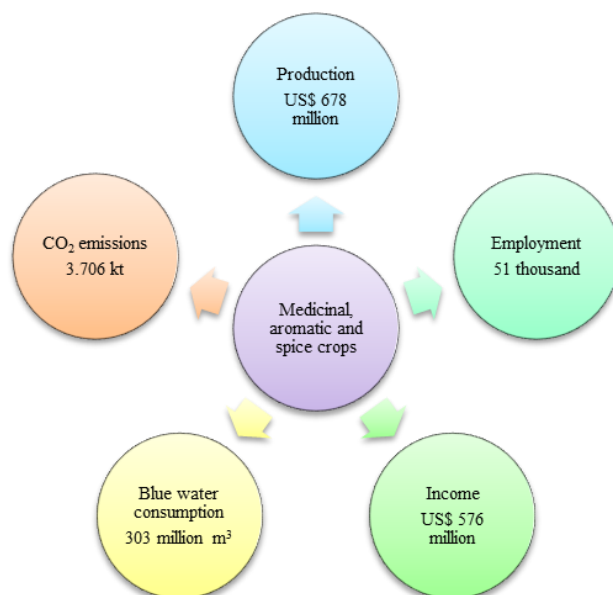 Production
US$ 678
million
CO₂ emissions
3.706 kt
Employment
51 thousand
Medicinal,
aromatic and
spice crops
Blue water
consumption
303 million m³
Income
US$ 576
million